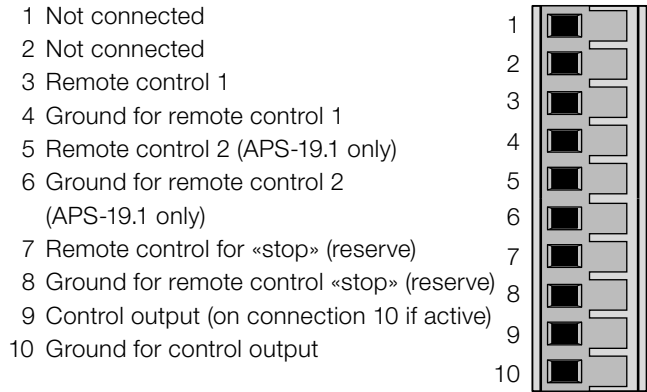 1 Not connected
2 Not connected
3 Remote control 1
4 Ground for remote control 1
5 Remote control 2 (APS-19.1 only)
6 Ground for remote control 2
(APS-19.1 only)
7 Remote control for «stop» (reserve)
8 Ground for remote control «stop» (reserve)
9 Control output (on connection 10 if active)
10 Ground for control output
1
2
3
4
5
6
7
8
9
10